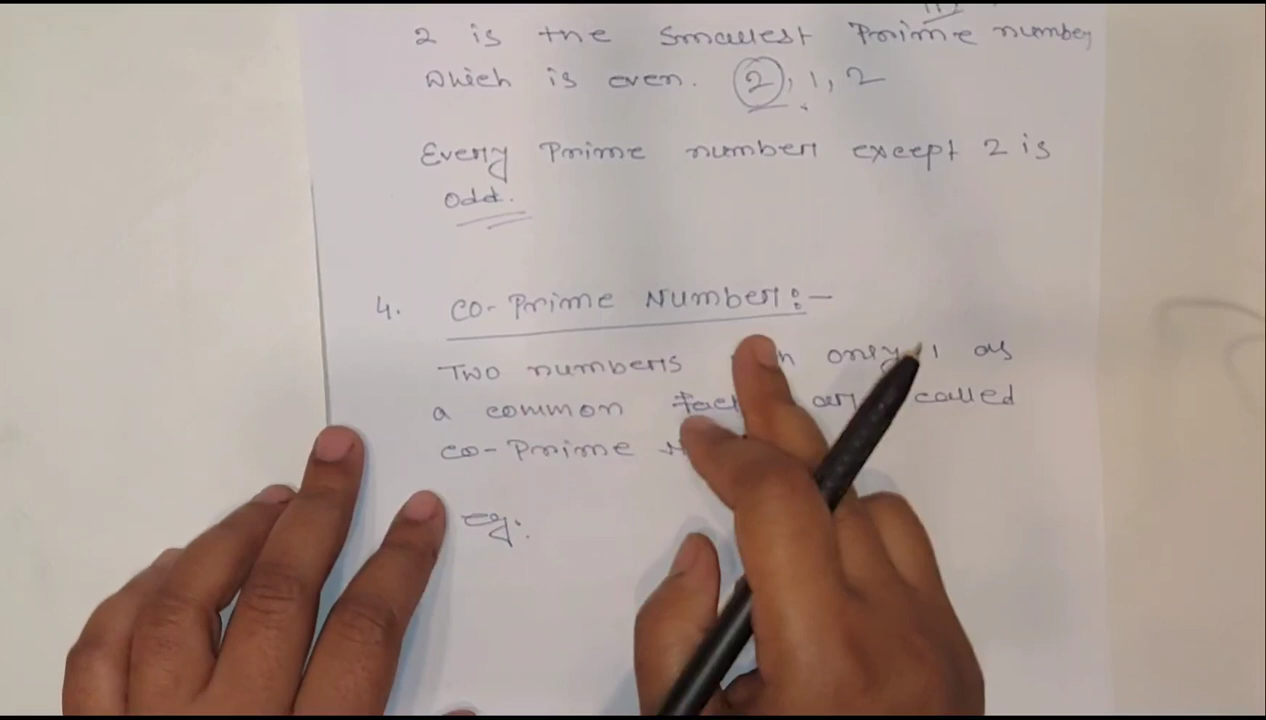 2 is the smallest Prime number
which is even. 2, 1, 2
Every Prime number except 2 is
odd.
4. CO-Prime Number:-
Two numbers only 1 as
a common called
co-Prime
eg.